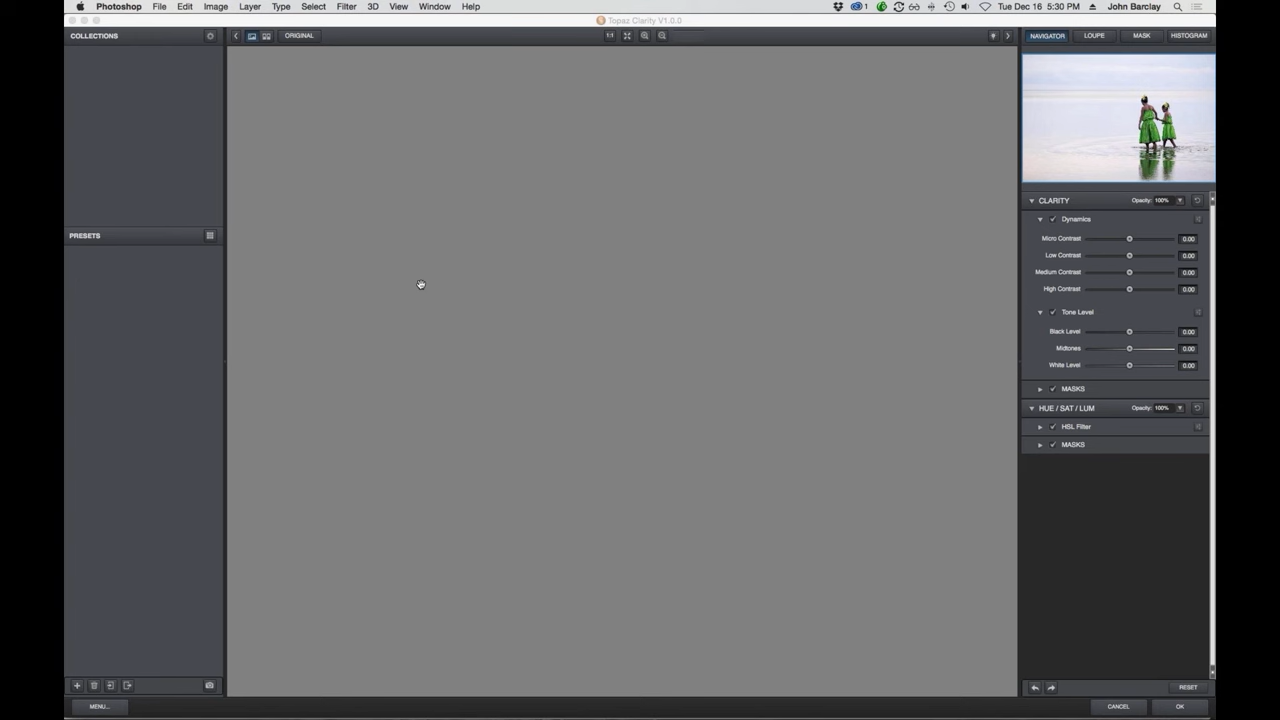 Photoshop File Edit Image Layer Type Select Filter 3D View Window Help 1 Tue Dec 16 5:30 PM John Barclay
Topaz Clarity V1.0.0
COLLECTIONS ORIGINAL 1:1 NAVIGATOR LOUPE MASK HISTOGRAM
CLARITY Opacity: 100%
Dynamics
PRESETS
Micro Contrast 0.00
Low Contrast 0.00
Medium Contrast 0.00
High Contrast 0.00
Tone Level
Black Level 0.00
Midtones 0.00
White Level 0.00
MASKS
HUE / SAT / LUM Opacity: 100%
HSL Filter
MASKS
RESET
MENU... CANCEL OK